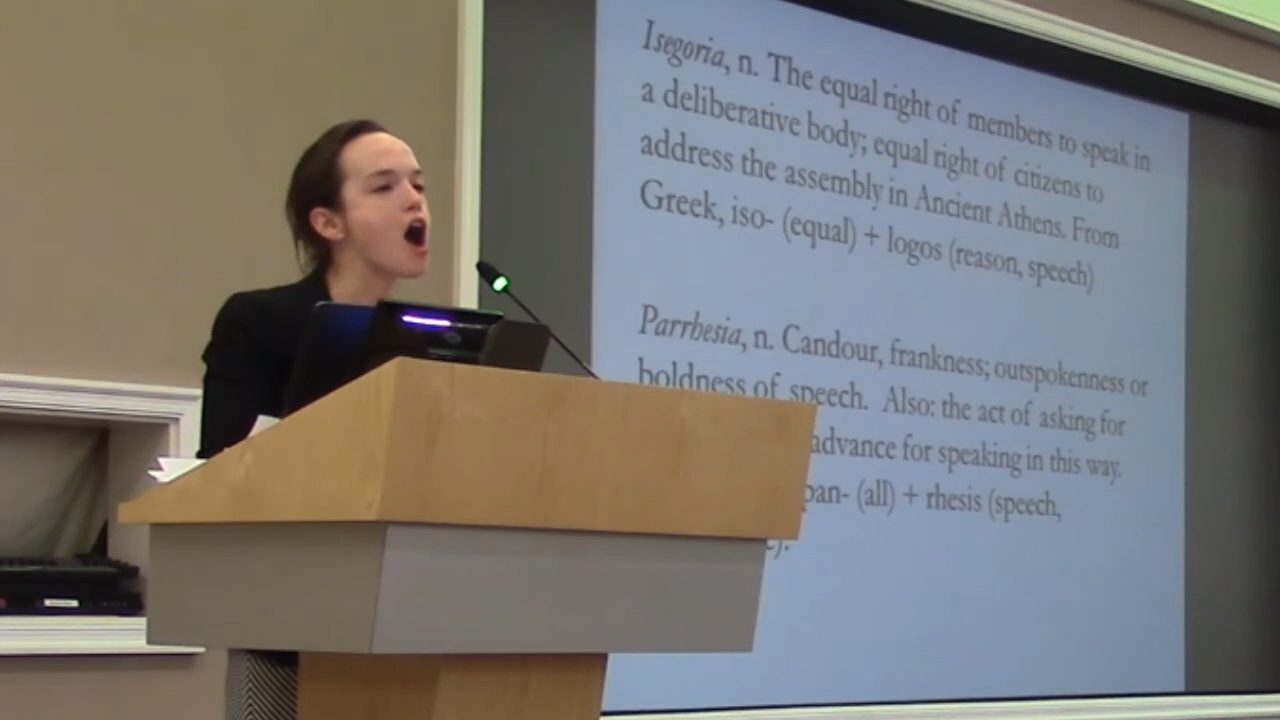 Isegoria, n. The equal right of members to speak in
a deliberative body; equal right of citizens to
address the assembly in Ancient Athens. From
Greek, iso- (equal) + logos (reason, speech)
Parrhesia, n. Candour, frankness; outspokenness or
boldness of speech. Also: the act of asking for
advance for speaking in this way.
pan- (all) + rhesis (speech,